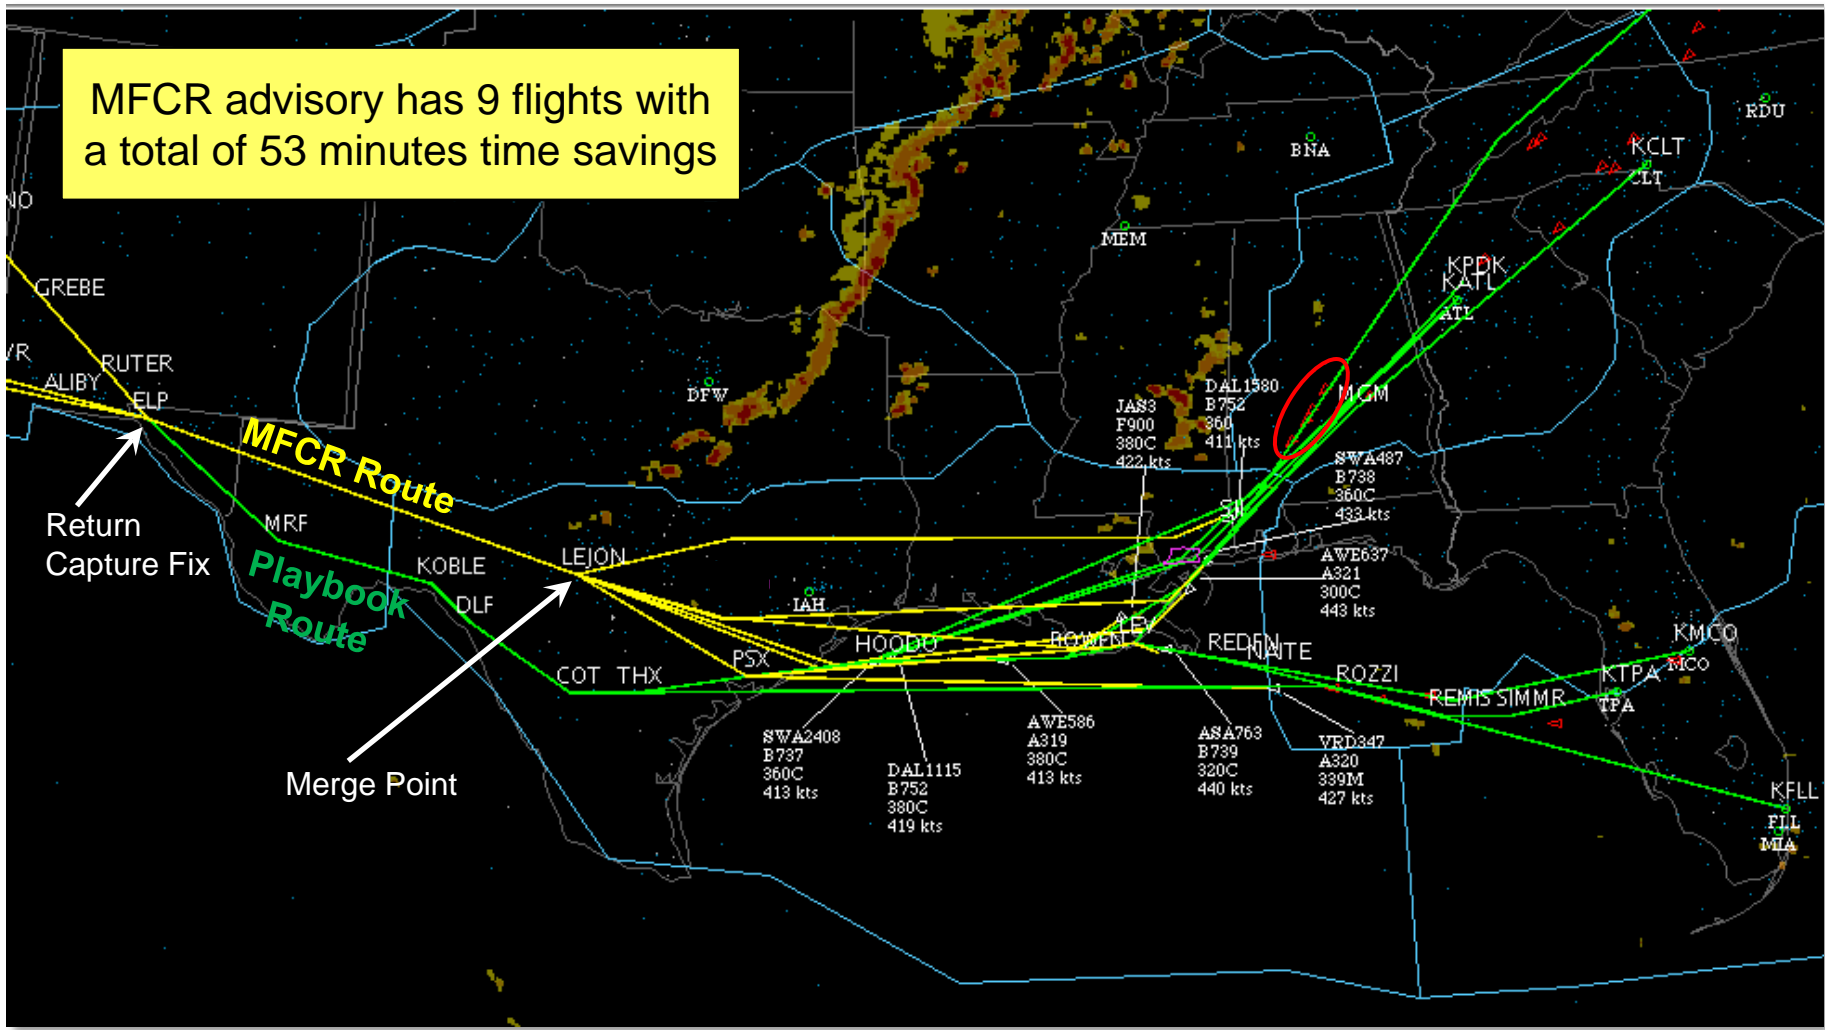 MFCR advisory has 9 flights with
a total of 53 minutes time savings
RDU
BNA
KCLT
CLT
NO
MEM
KPDK
KATL
ATL
GREBE
VR
RUTER
ALIBY
ELP
DFW
MGM
DAL1580
B752
360
411 kts
JAS3
F900
380C
422 kts
MFCR Route
SWA487
B738
360C
433 kts
Return
Capture Fix
MRF
LEJON
KOBLE
DLF
Playbook
Route
IAH
AWE637
A321
300C
443 kts
LEV
HOODO
BOWFN
REDFN
NAITE
PSX
COT THX
ROZZI
REMIS SIMMR
KMCO
MCO
KTPA
TPA
Merge Point
SWA2408
B737
360C
413 kts
DAL1115
B752
380C
419 kts
AWE586
A319
380C
413 kts
ASA763
B739
320C
440 kts
VRD347
A320
339M
427 kts
KFLL
FLL
MIA